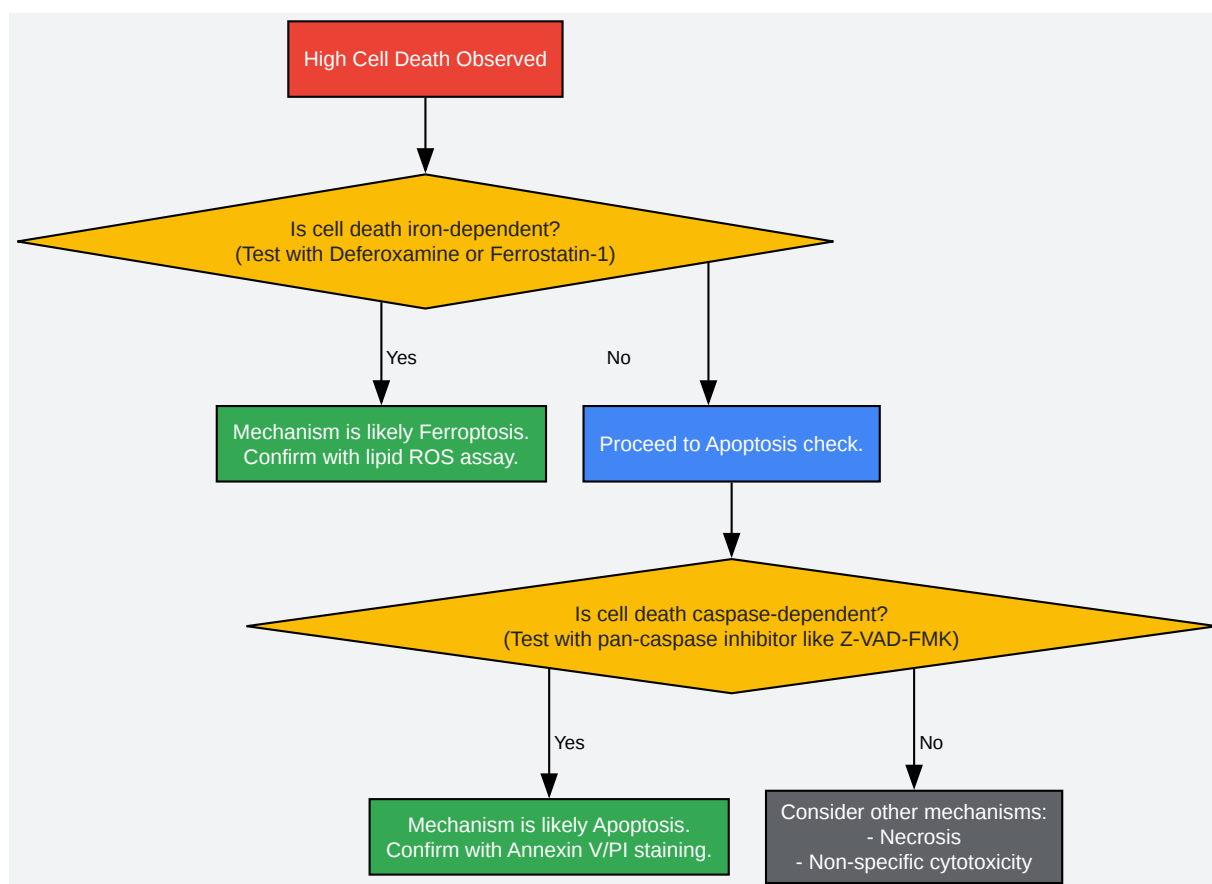 High Cell Death Observed
Is cell death iron-dependent?
(Test with Deferoxamine or Ferrostatin-1)
Yes
No
Mechanism is likely Ferroptosis.
Confirm with lipid ROS assay.
Proceed to Apoptosis check.
Is cell death caspase-dependent?
(Test with pan-caspase inhibitor like Z-VAD-FMK)
Yes
No
Mechanism is likely Apoptosis.
Confirm with Annexin V/PI staining.
Consider other mechanisms:
- Necrosis
- Non-specific cytotoxicity